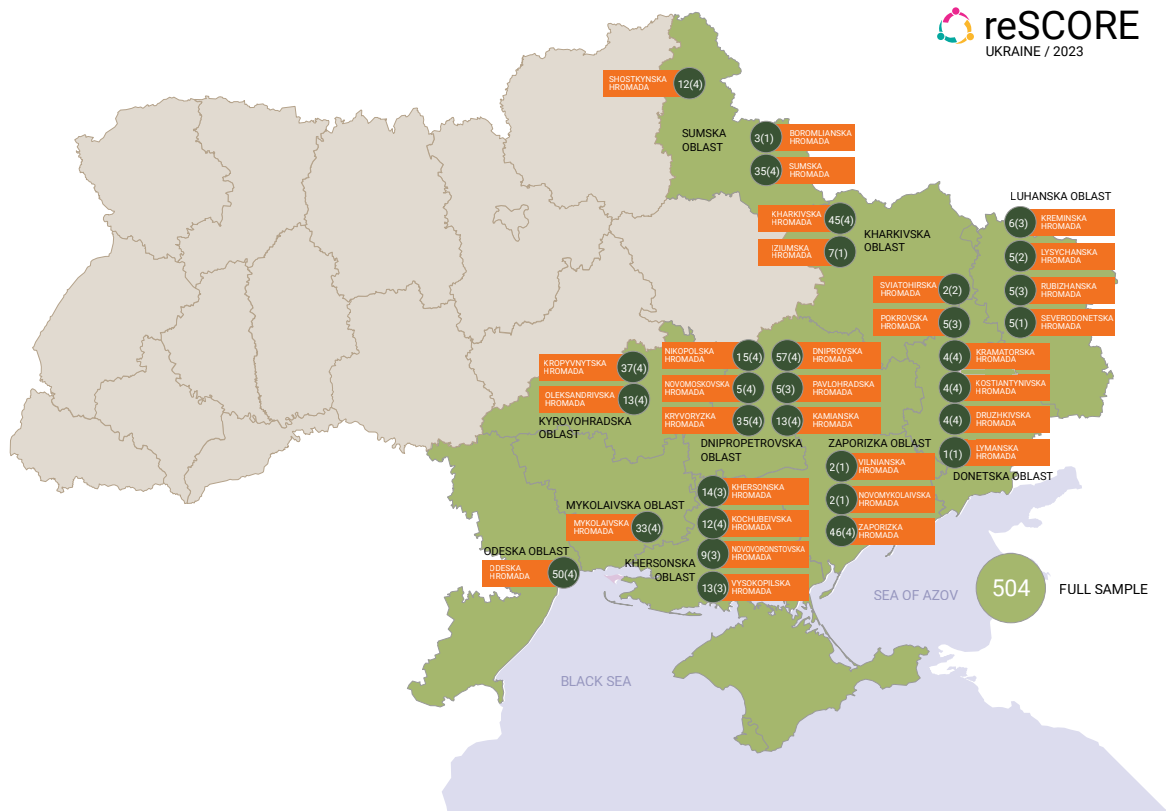 reSCORE
UKRAINE / 2023
SHOSTKYNSKA
HROMADA
12(4)
SUMSKA
OBLAST
3(1)
BOROMLIANSKA
HROMADA
35(4)
SUMSKA
HROMADA
KHARKIVSKA
HROMADA
45(4)
IZIUMSKA
HROMADA
7(1)
KHARKIVSKA
OBLAST
LUHANSKA OBLAST
6(3)
KREMINSKA
HROMADA
5(2)
LYSYCHANSKA
HROMADA
5(3)
RUBIZHANSKA
HROMADA
5(1)
SEVERODONETSKA
HROMADA
SVIATOHIRSKA
HROMADA
2(2)
POKROVSKA
HROMADA
5(3)
4(4)
KRAMATORSKA
HROMADA
4(4)
KOSTIANTYNIVSKA
HROMADA
4(4)
DRUZHKIVSKA
HROMADA
1(1)
LYMANSKA
HROMADA
DONETSKA OBLAST
KROPYVNYTSKA
HROMADA
37(4)
OLEKSANDRIVSKA
HROMADA
13(4)
KYROVOHRADSKA
OBLAST
NIKOPOLSKA
HROMADA
15(4)
NOVOMOSKOVSKA
HROMADA
5(4)
KRYVORYZKA
HROMADA
35(4)
57(4)
DNIPROVSKA
HROMADA
5(3)
PAVLOHRADSKA
HROMADA
13(4)
KAMIANSKA
HROMADA
DNIPROPETROVSKA
OBLAST
ZAPORIZKA OBLAST
2(1)
VILNIANSKA
HROMADA
2(1)
NOVOMYKOLAIVSKA
HROMADA
46(4)
ZAPORIZKA
HROMADA
MYKOLAIVSKA OBLAST
MYKOLAIVSKA
HROMADA
33(4)
14(3)
KHERSONSKA
HROMADA
12(4)
KOCHUBEIVSKA
HROMADA
9(3)
NOVOVORONSTOVSKA
HROMADA
13(3)
VYSOKOPILSKA
HROMADA
KHERSONSKA
OBLAST
ODESKA OBLAST
ODESKA
HROMADA
50(4)
504
FULL SAMPLE
SEA OF AZOV
BLACK SEA